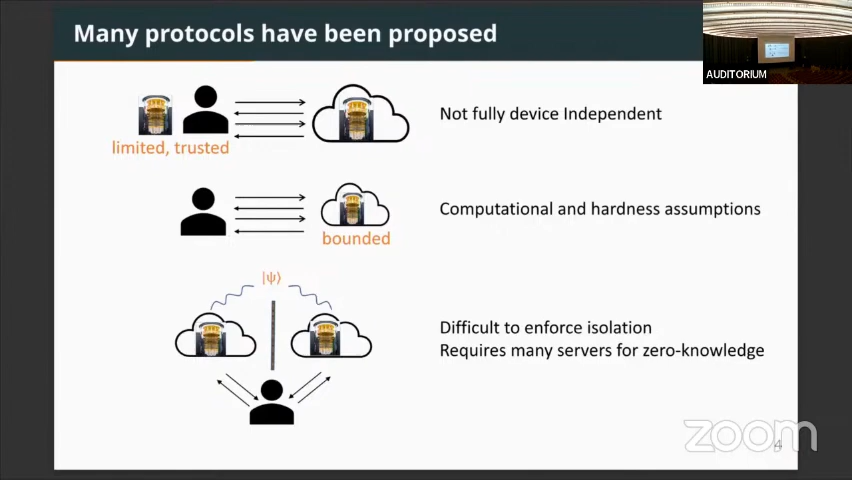 Many protocols have been proposed
AUDITORIUM
limited, trusted
Not fully device Independent
Computational and hardness assumptions
bounded
|ψ⟩
Difficult to enforce isolation
Requires many servers for zero-knowledge
zoom
4